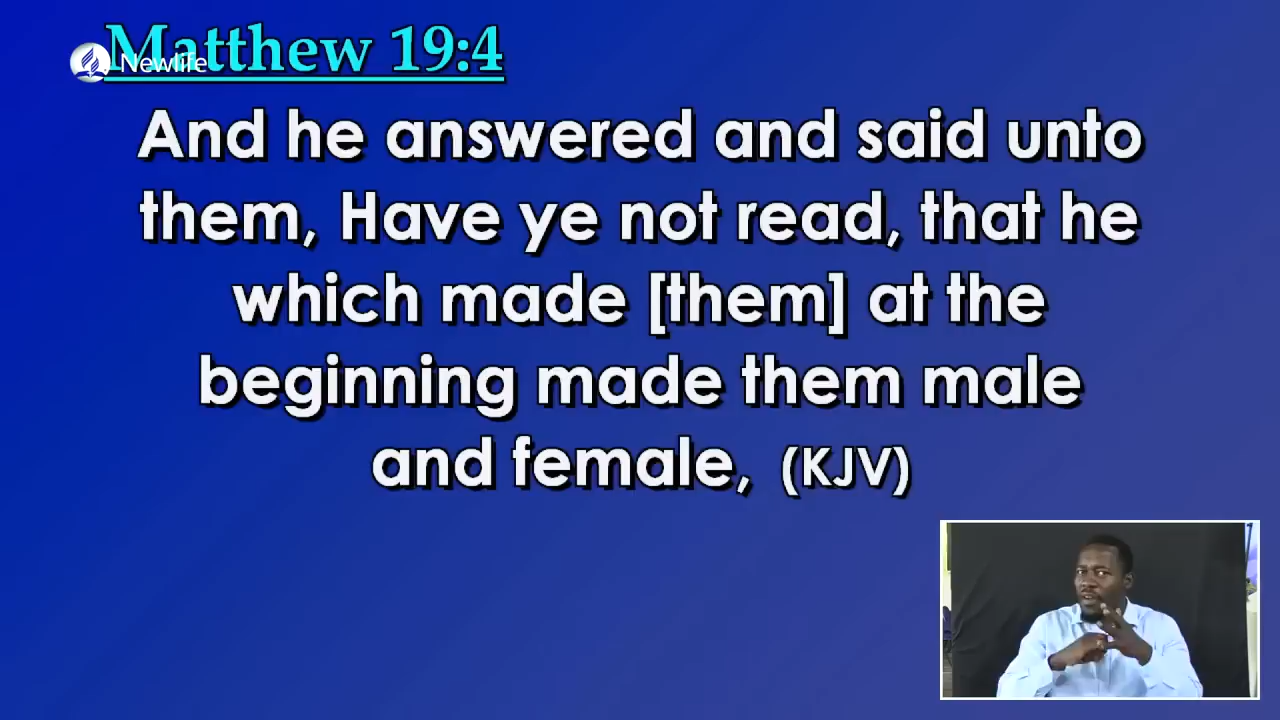 Matthew 19:4
Newlife
And he answered and said unto
them, Have ye not read, that he
which made [them] at the
beginning made them male
and female, (KJV)